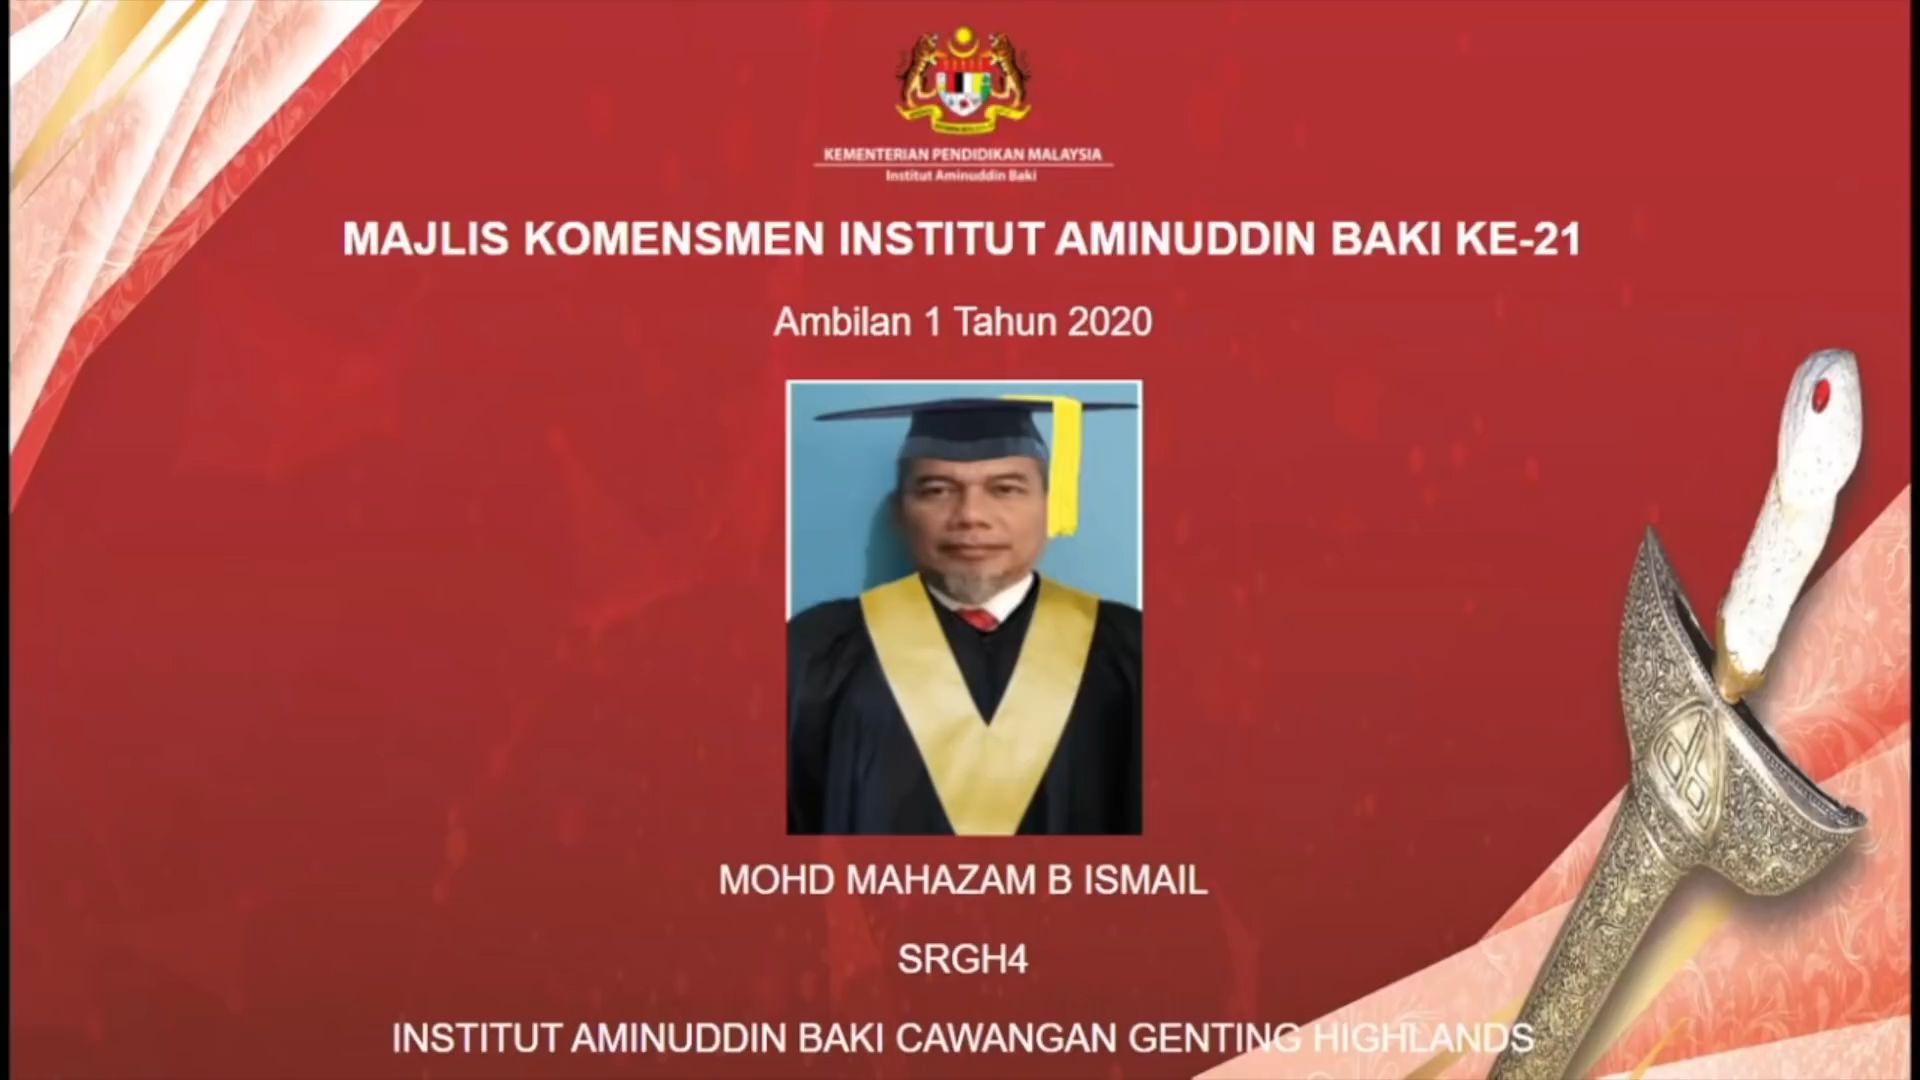 KEMENTERIAN PENDIDIKAN MALAYSIA
Institut Aminuddin Baki
MAJLIS KOMENSMEN INSTITUT AMINUDDIN BAKI KE-21
Ambilan 1 Tahun 2020
MOHD MAHAZAM B ISMAIL
SRGH4
INSTITUT AMINUDDIN BAKI CAWANGAN GENTING HIGHLANDS